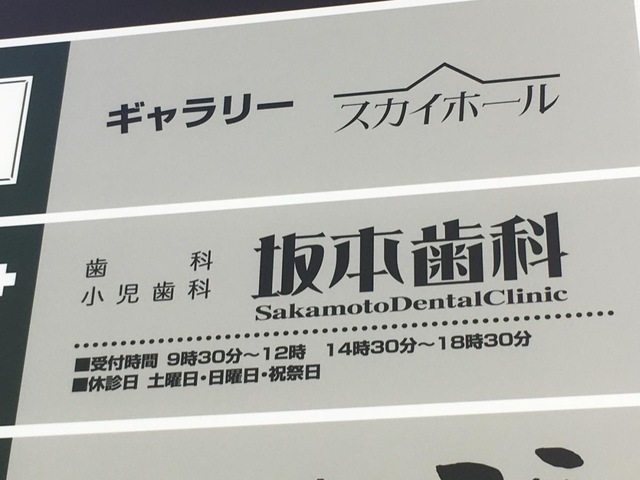 ギャラリー スカイホール
歯科 坂本歯科
小児歯科 SakamotoDentalClinic
■受付時間 9時30分～12時 14時30分～18時30分
■休診日 土曜日・日曜日・祝祭日